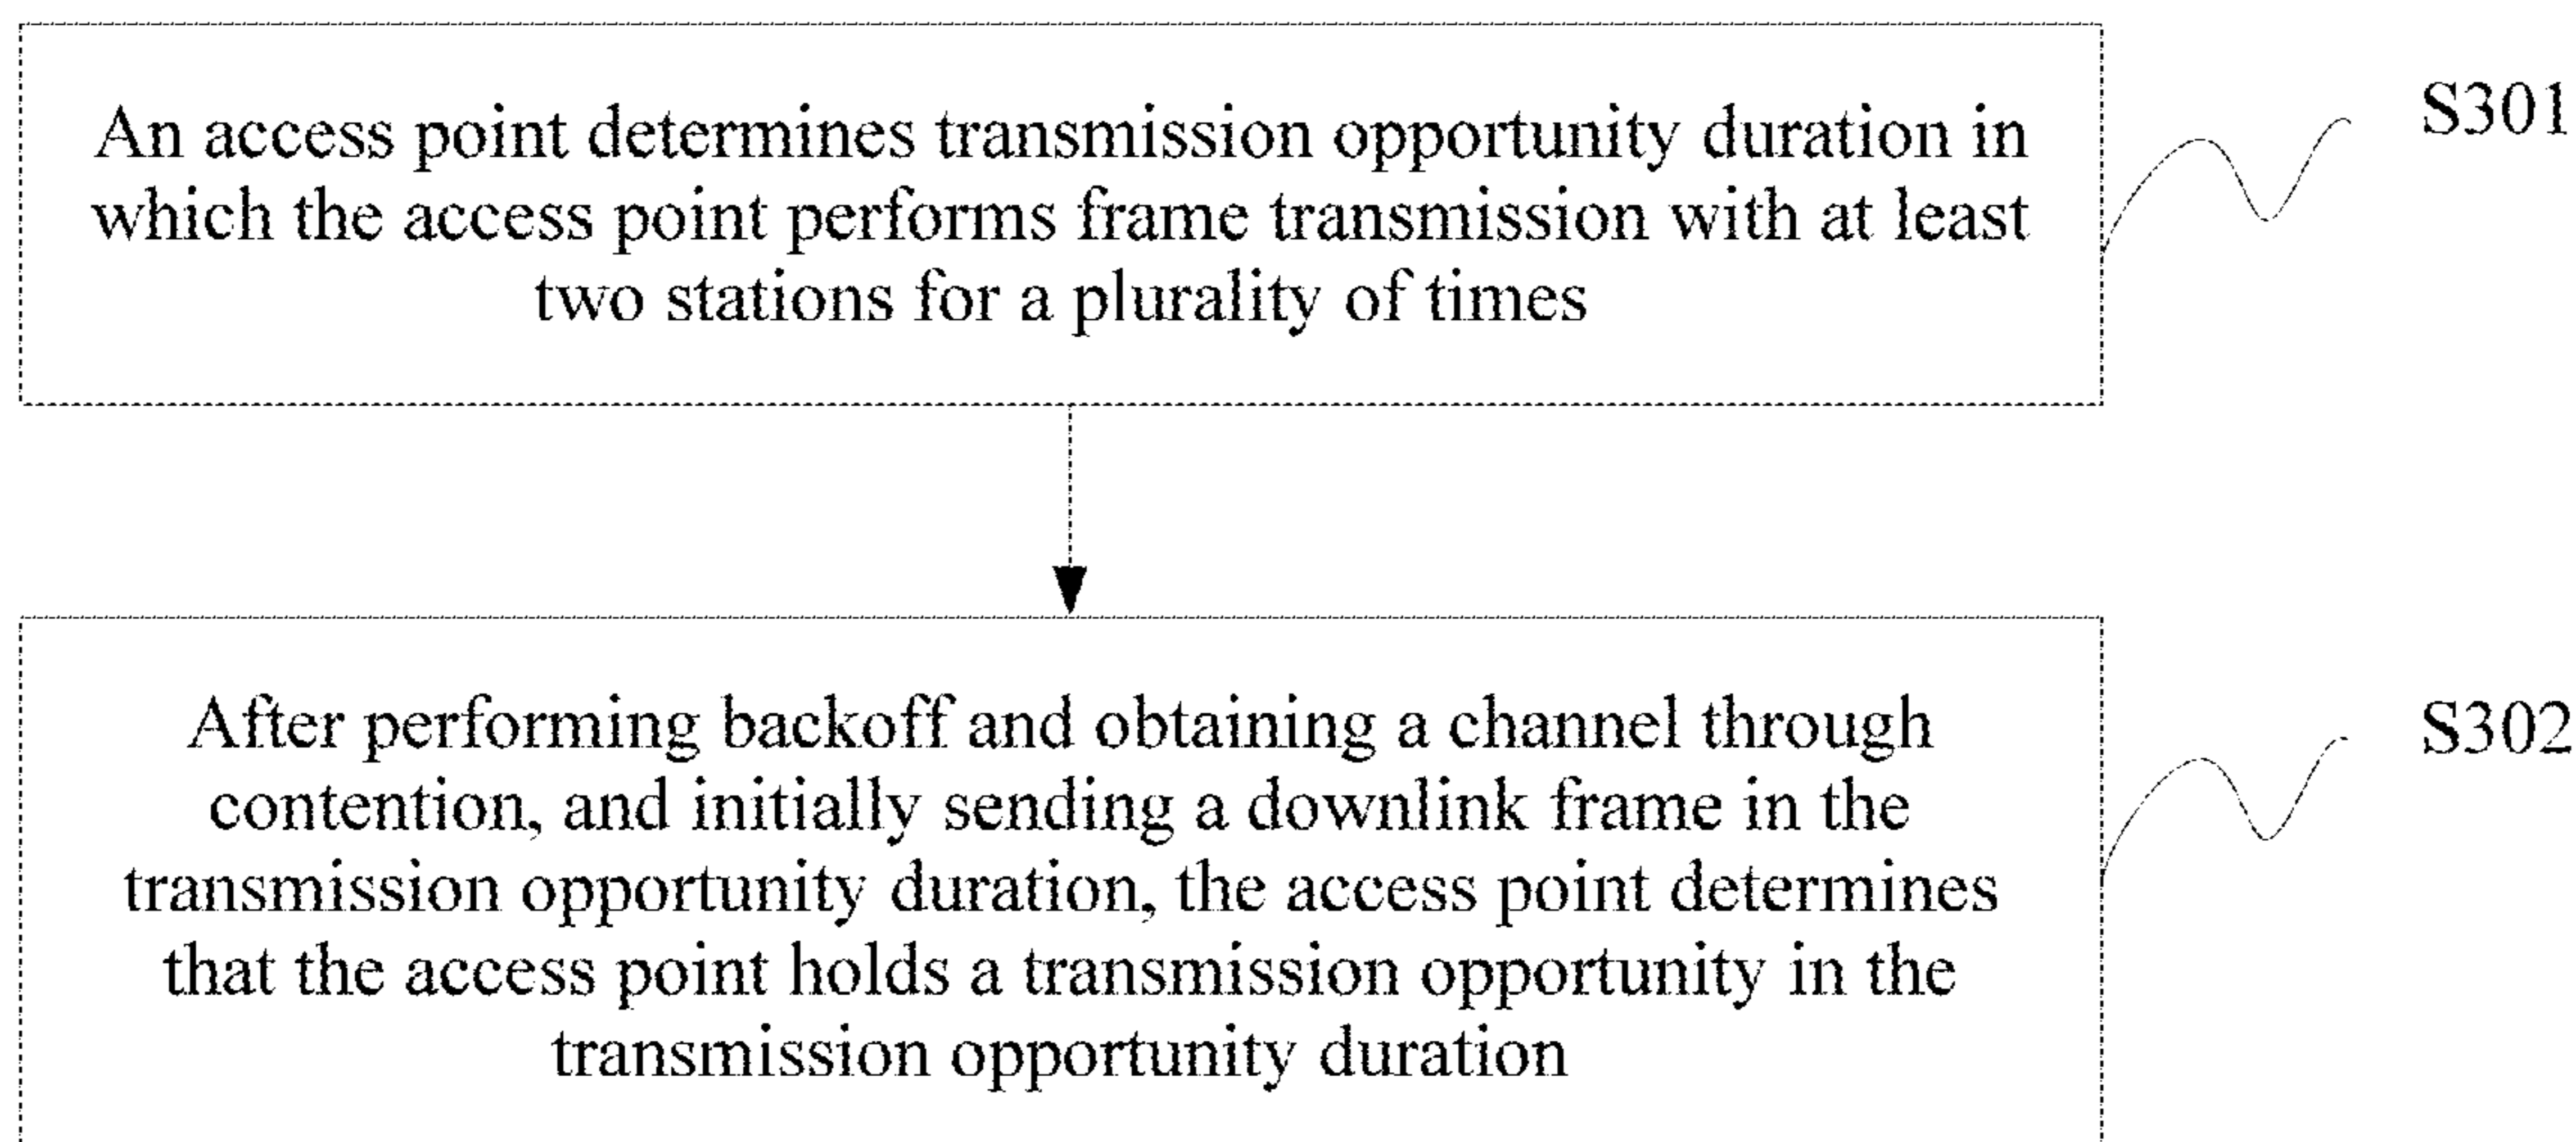 An access point determines transmission opportunity duration in
which the access point performs frame transmission with at least
two stations for a plurality of times
S301
After performing backoff and obtaining a channel through
contention, and initially sending a downlink frame in the
transmission opportunity duration, the access point determines
that the access point holds a transmission opportunity in the
transmission opportunity duration
S302